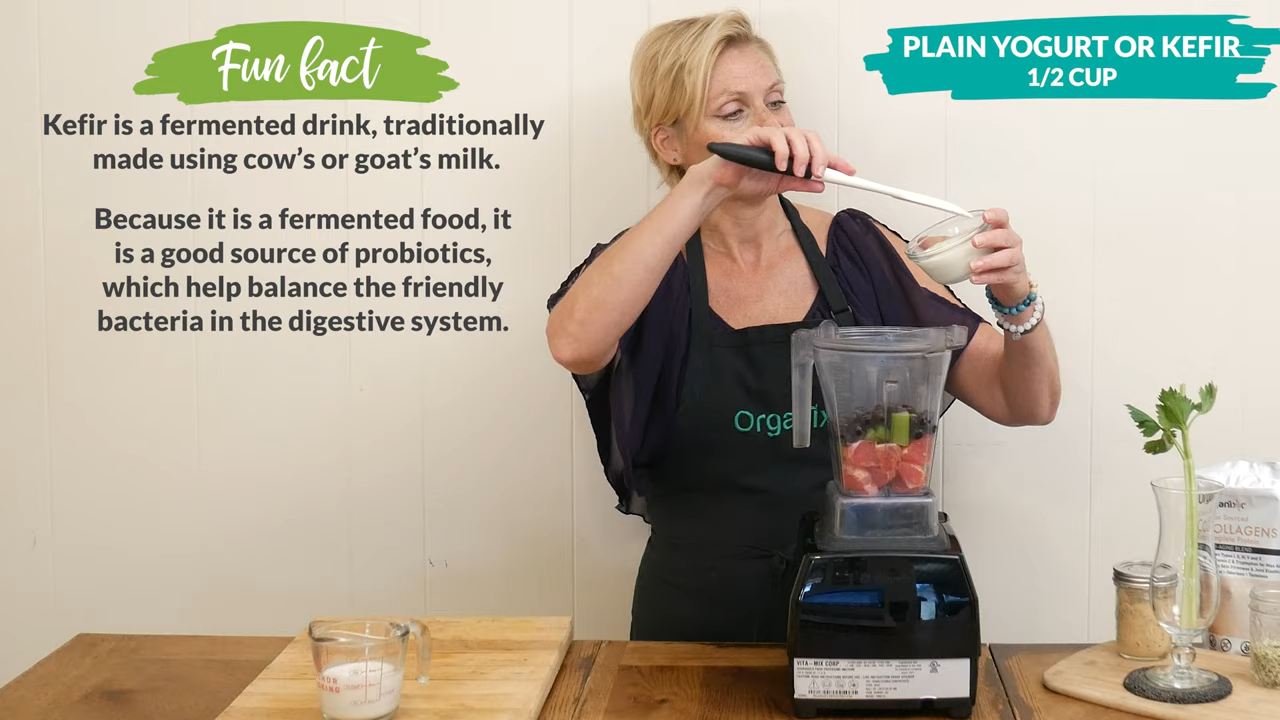 Fun fact
Kefir is a fermented drink, traditionally
made using cow's or goat's milk.
Because it is a fermented food, it
is a good source of probiotics,
which help balance the friendly
bacteria in the digestive system.
PLAIN YOGURT OR KEFIR
1/2 CUP
VITA-MIX CORP
OLLAGENS